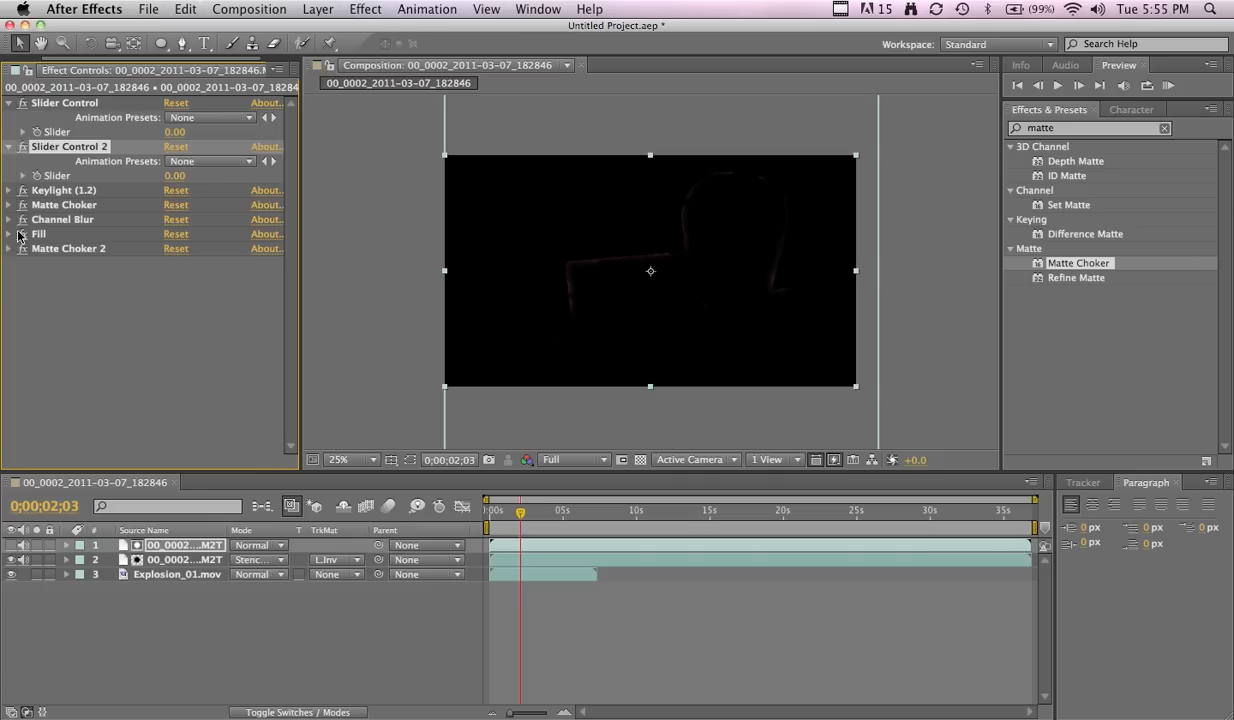 After Effects File Edit Composition Layer Effect Animation View Window Help 15 (99%) Tue 5:55 PM
Untitled Project.aep *
Workspace: Standard Search Help
Effect Controls: 00_0002_2011-03-07_182846.M
00_0002_2011-03-07_182846 • 00_0002_2011-03-07_182846
Slider Control Reset About...
Animation Presets: None
Slider 0.00
Slider Control 2 Reset About...
Animation Presets: None
Slider 0.00
Keylight (1.2) Reset About...
Matte Choker Reset About...
Channel Blur Reset About...
Fill Reset About...
Matte Choker 2 Reset About...
Composition: 00_0002_2011-03-07_182846
00_0002_2011-03-07_182846
25% 0;00;02;03 Full Active Camera 1 View +0.0
Info Audio Preview
Effects & Presets Character
matte
3D Channel
Depth Matte
ID Matte
Channel
Set Matte
Keying
Difference Matte
Matte
Matte Choker
Refine Matte
00_0002_2011-03-07_182846
0;00;02;03
# Source Name Mode T TrkMat Parent
1 00_0002....M2T Normal None
2 00_0002....M2T Stenc... L.Inv None
3 Explosion_01.mov Normal None None
):00s 05s 10s 15s 20s 25s 30s 35s
Toggle Switches / Modes
Tracker Paragraph
0 px 0 px 0 px
0 px 0 px